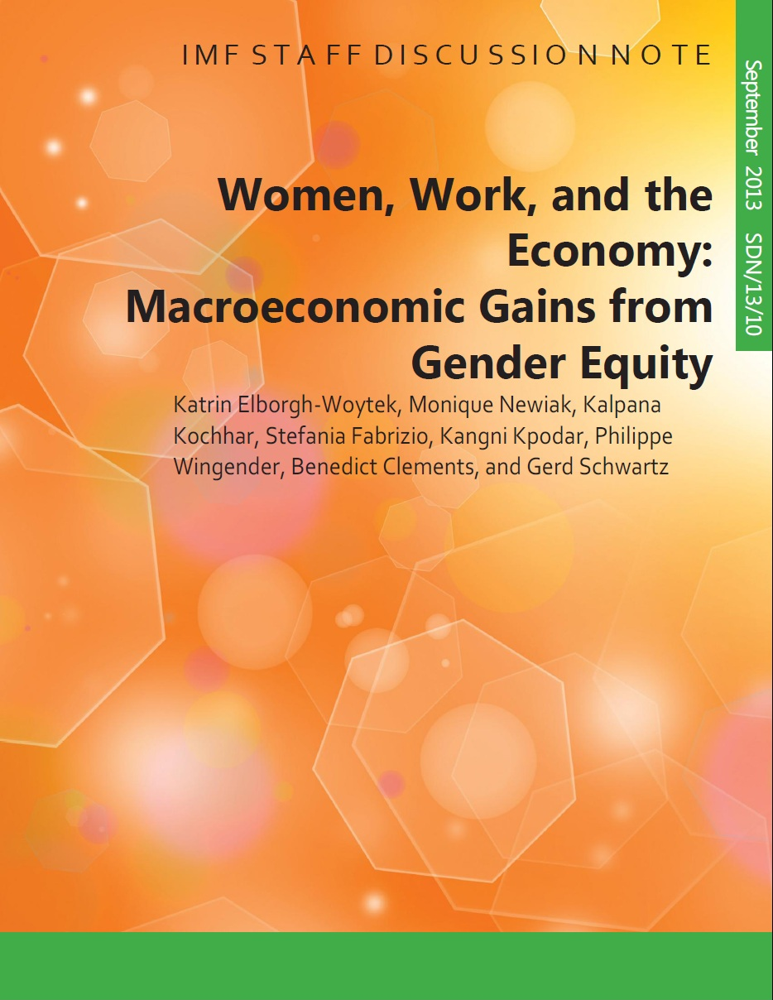 IMF STAFF DISCUSSION NOTE
September 2013 SDN/13/10
Women, Work, and the
Economy:
Macroeconomic Gains from
Gender Equity
Katrin Elborgh-Woytek, Monique Newiak, Kalpana
Kochhar, Stefania Fabrizio, Kangni Kpodar, Philippe
Wingender, Benedict Clements, and Gerd Schwartz